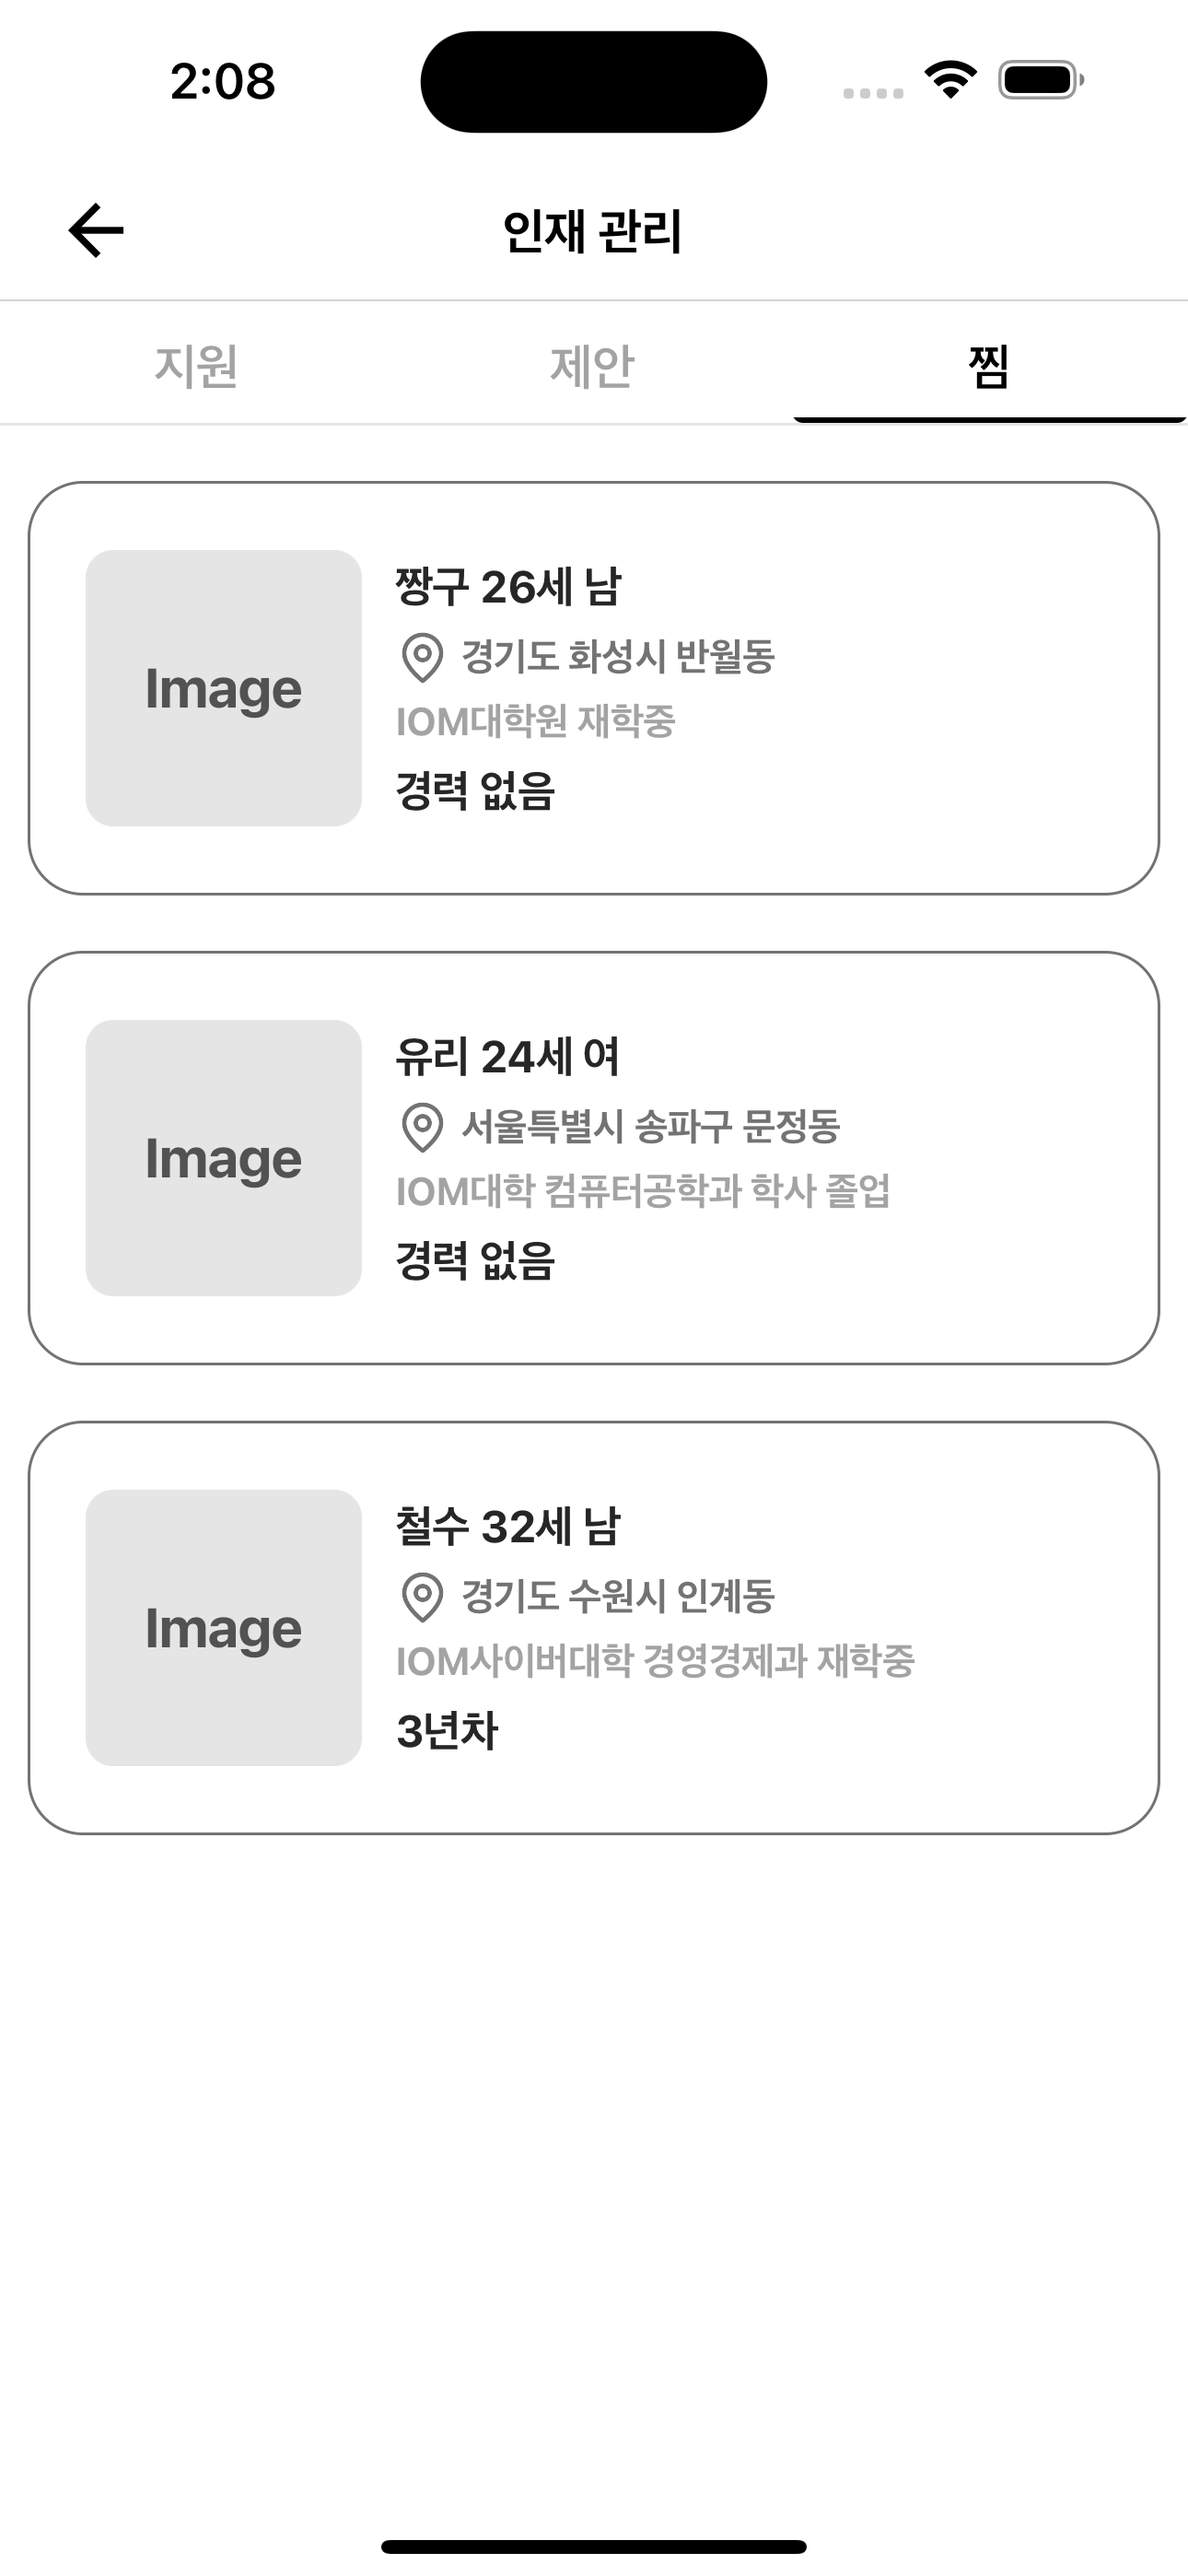 2:08
인재 관리
지원 제안 찜
Image
짱구 26세 남
경기도 화성시 반월동
IOM대학원 재학중
경력 없음
Image
유리 24세 여
서울특별시 송파구 문정동
IOM대학 컴퓨터공학과 학사 졸업
경력 없음
Image
철수 32세 남
경기도 수원시 인계동
IOM사이버대학 경영경제과 재학중
3년차